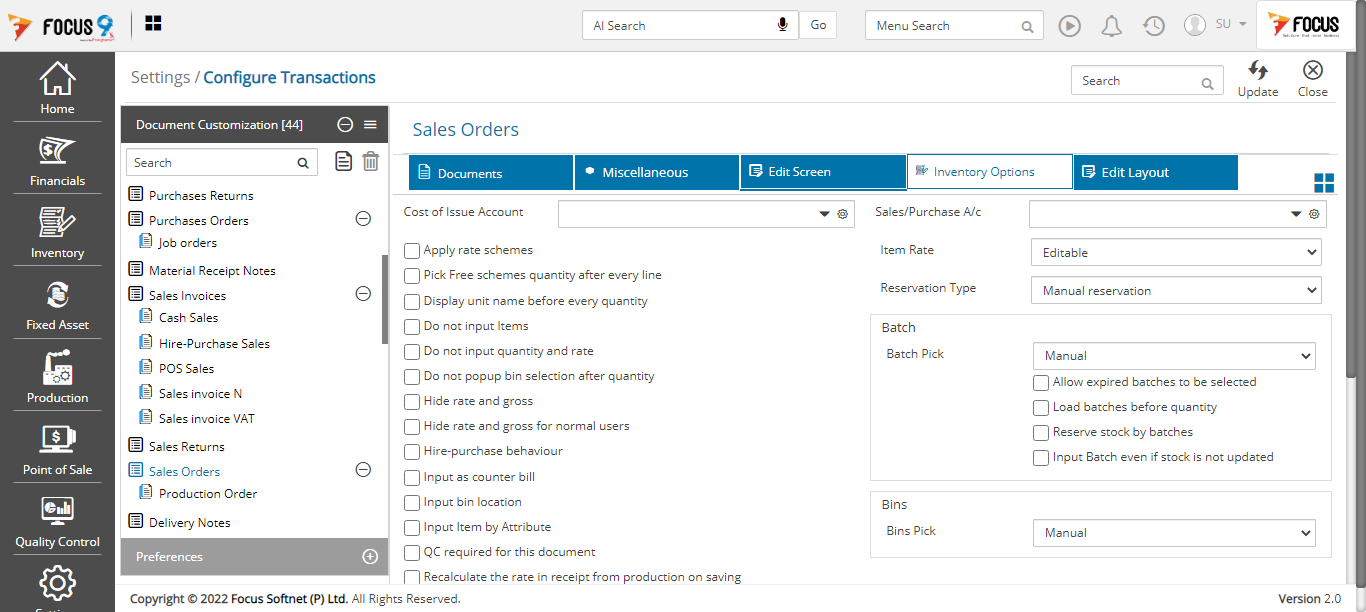 FOCUS 9
AI Search
Go
Menu Search
SU
FOCUS
Home
Financials
Inventory
Fixed Asset
Production
Point of Sale
Quality Control
Settings / Configure Transactions
Search
Update
Close
Document Customization [44]
Search
Purchases Returns
Purchases Orders
Job orders
Material Receipt Notes
Sales Invoices
Cash Sales
Hire-Purchase Sales
POS Sales
Sales invoice N
Sales invoice VAT
Sales Returns
Sales Orders
Production Order
Delivery Notes
Preferences
Sales Orders
Documents
Miscellaneous
Edit Screen
Inventory Options
Edit Layout
Cost of Issue Account
Apply rate schemes
Pick Free schemes quantity after every line
Display unit name before every quantity
Do not input Items
Do not input quantity and rate
Do not popup bin selection after quantity
Hide rate and gross
Hide rate and gross for normal users
Hire-purchase behaviour
Input as counter bill
Input bin location
Input Item by Attribute
QC required for this document
Recalculate the rate in receipt from production on saving
Sales/Purchase A/c
Item Rate
Editable
Reservation Type
Manual reservation
Batch
Batch Pick
Manual
Allow expired batches to be selected
Load batches before quantity
Reserve stock by batches
Input Batch even if stock is not updated
Bins
Bins Pick
Manual
Copyright © 2022 Focus Softnet (P) Ltd. All Rights Reserved.
Version 2.0